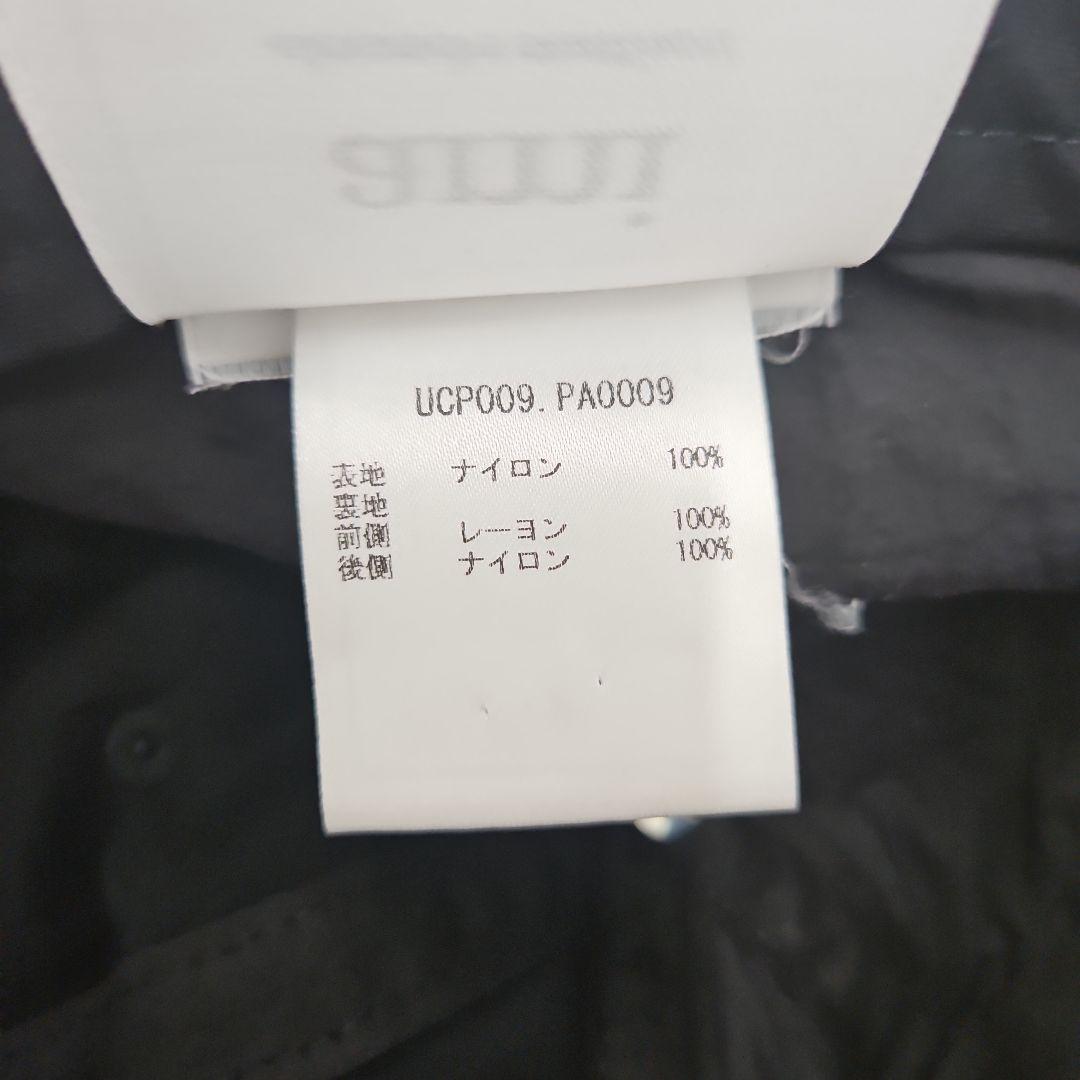 UCP009.PA0009
表地 ナイロン 100%
裏地
前側 レーヨン 100%
後側 ナイロン 100%